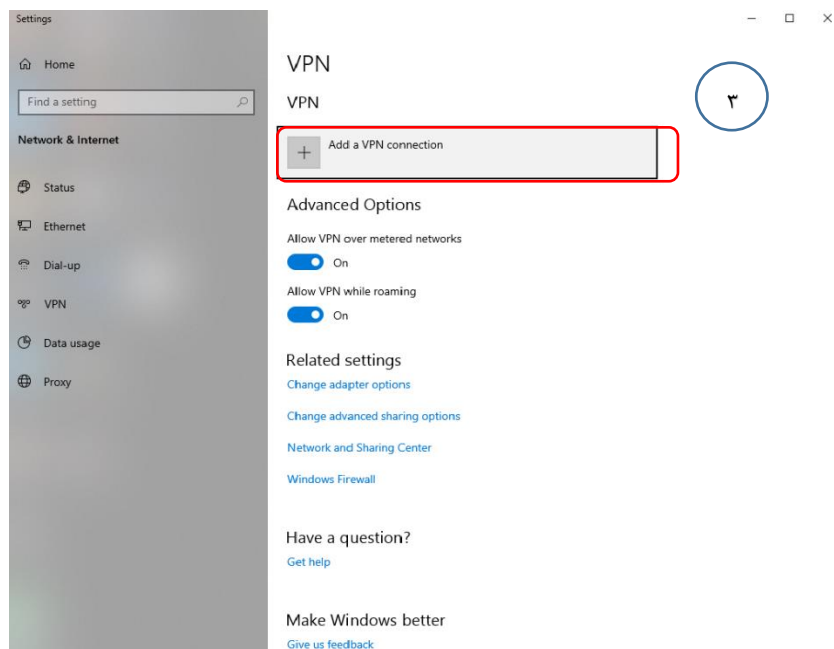 Settings
Home
Find a setting
Network & Internet
Status
Ethernet
Dial-up
VPN
Data usage
Proxy
VPN
VPN
۳
Add a VPN connection
Advanced Options
Allow VPN over metered networks
On
Allow VPN while roaming
On
Related settings
Change adapter options
Change advanced sharing options
Network and Sharing Center
Windows Firewall
Have a question?
Get help
Make Windows better
Give us feedback